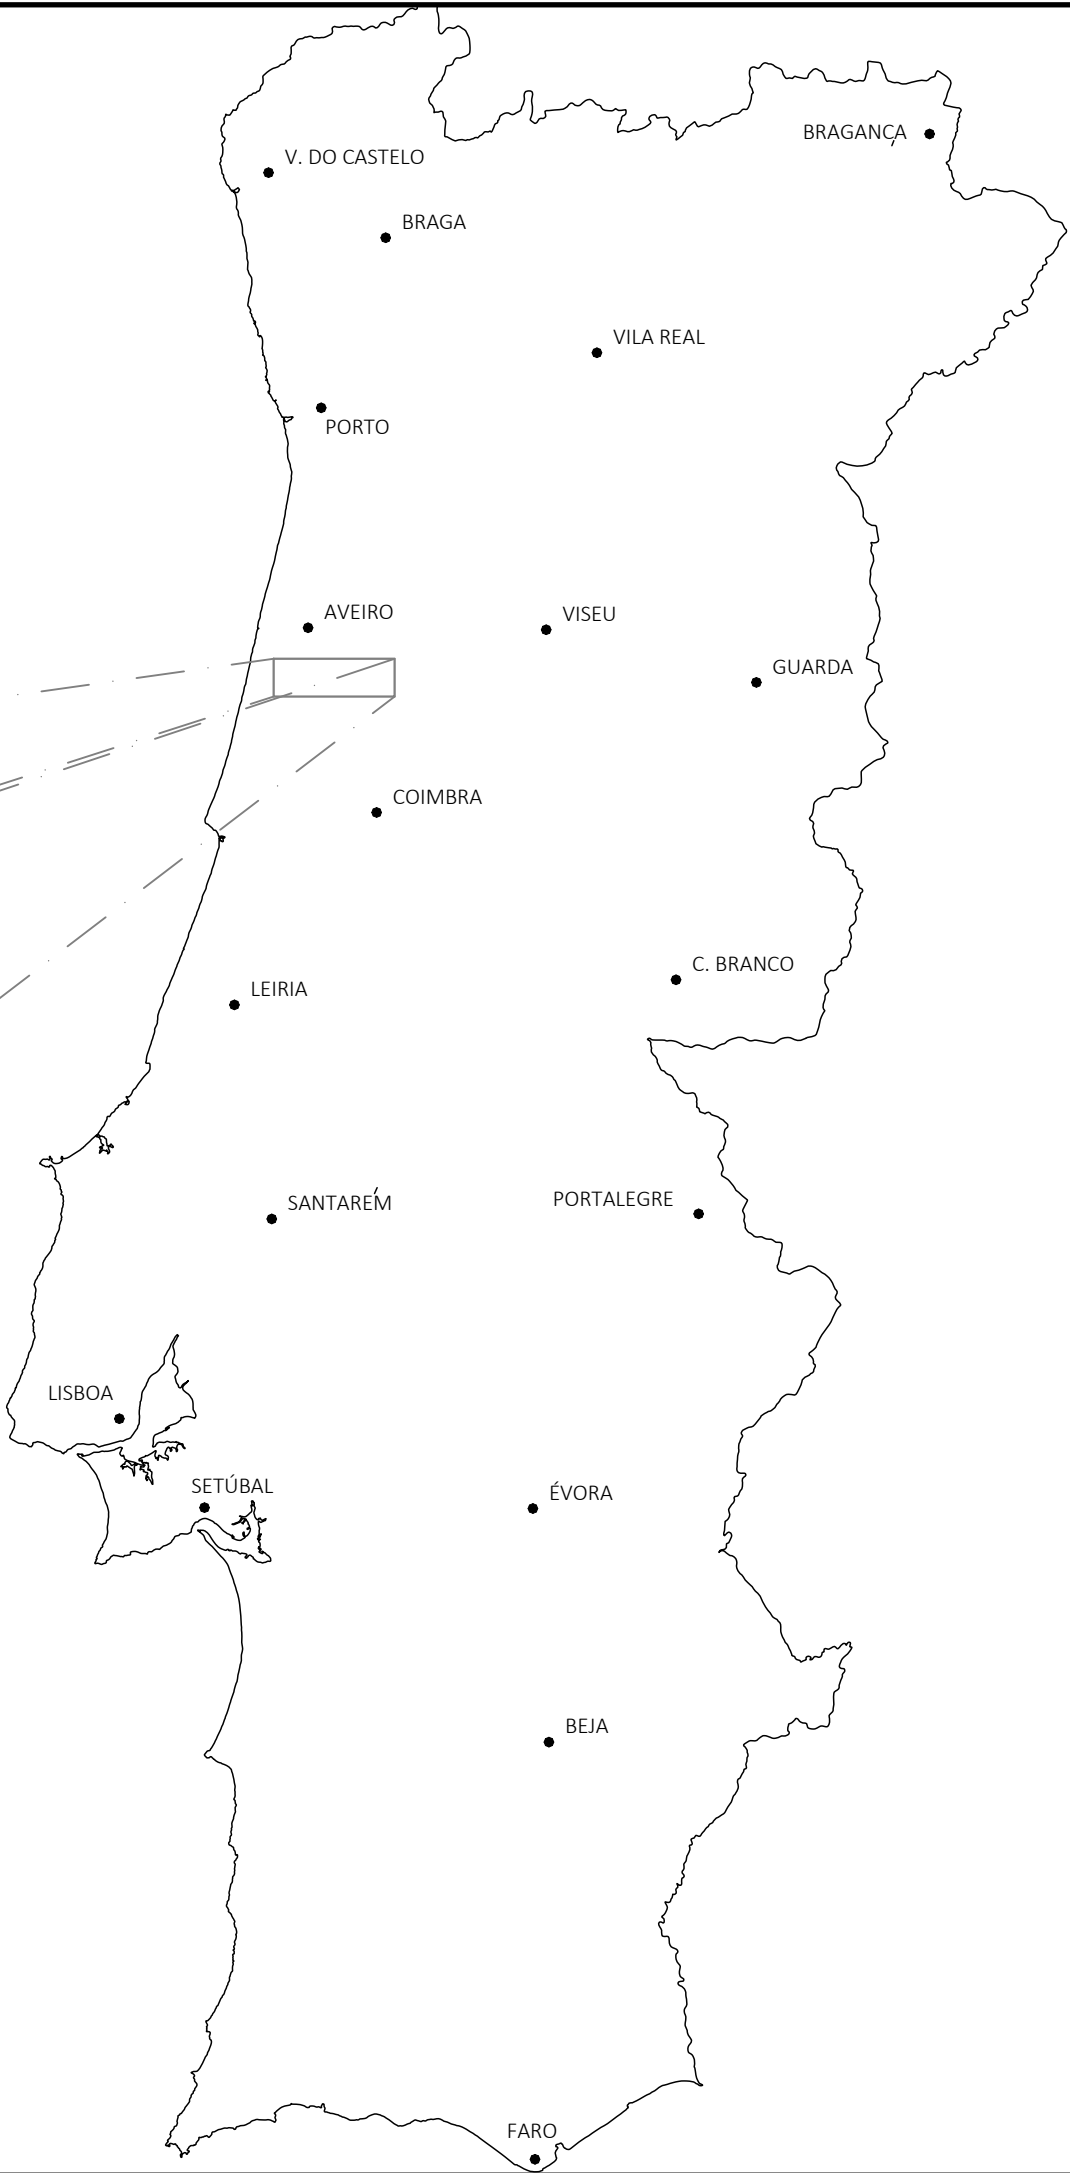 BRAGANÇA
V. DO CASTELO
BRAGA
VILA REAL
PORTO
AVEIRO
VISEU
GUARDA
COIMBRA
C. BRANCO
LEIRIA
PORTALEGRE
SANTARÉM
LISBOA
SETÚBAL
ÉVORA
BEJA
FARO